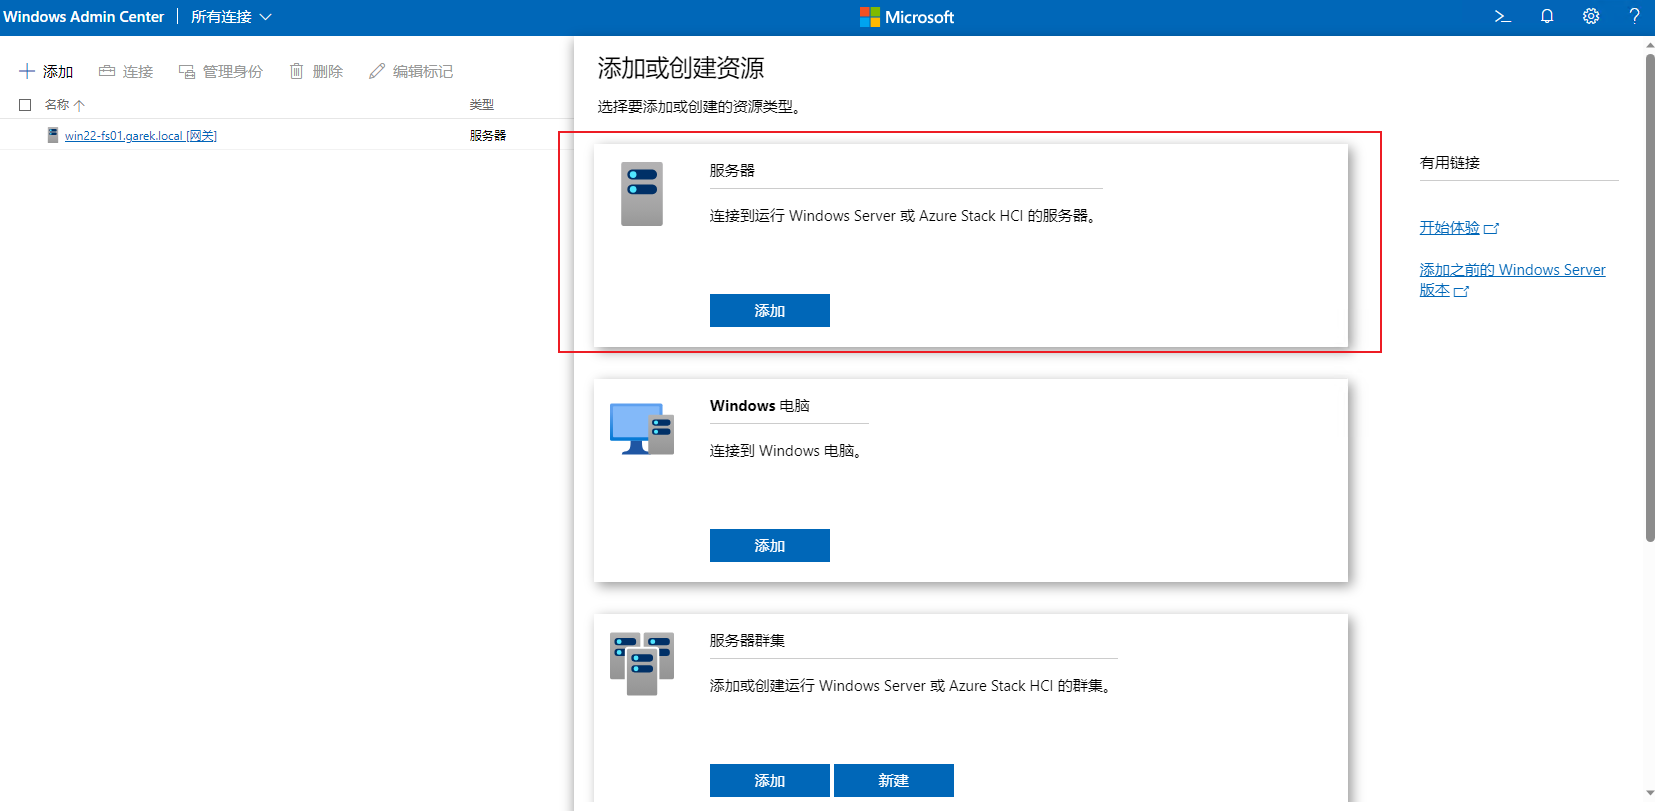 Windows Admin Center 所有连接
Microsoft
?
添加 连接 管理身份 删除 编辑标记
名称 类型
win22-fs01.garek.local [网关] 服务器
添加或创建资源
选择要添加或创建的资源类型。
服务器
连接到运行 Windows Server 或 Azure Stack HCI 的服务器。
添加
Windows 电脑
连接到 Windows 电脑。
添加
服务器群集
添加或创建运行 Windows Server 或 Azure Stack HCI 的群集。
添加 新建
有用链接
开始体验
添加之前的 Windows Server
版本